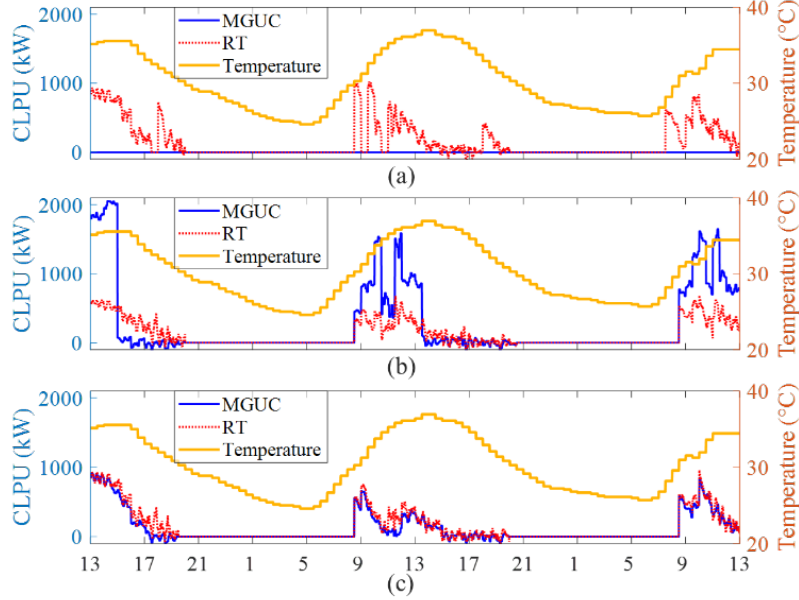 2000
1000
0
CLPU (kW)
MGUC
RT
Temperature
40
30
20
Temperature (°C)
(a)
2000
1000
0
CLPU (kW)
MGUC
RT
Temperature
40
30
20
Temperature (°C)
(b)
2000
1000
0
CLPU (kW)
MGUC
RT
Temperature
40
30
20
Temperature (°C)
13 17 21 1 5 9 13 17 21 1 5 9 13
(c)